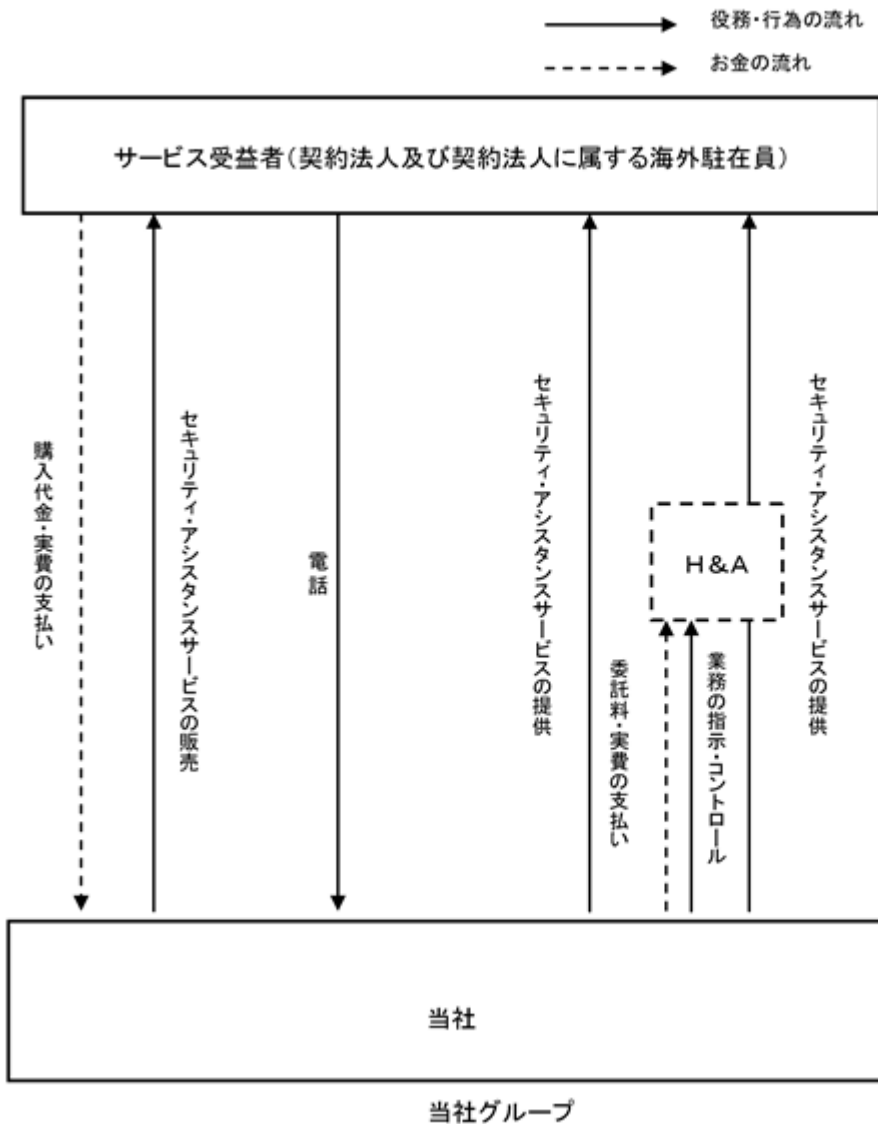 役務・行為の流れ
お金の流れ
サービス受益者（契約法人及び契約法人に属する海外駐在員）
購入代金・実費の支払い
セキュリティ・アシスタンスサービスの販売
電話
セキュリティ・アシスタンスサービスの提供
委託料・実費の支払い
業務の指示・コントロール
H&A
セキュリティ・アシスタンスサービスの提供
当社
当社グループ